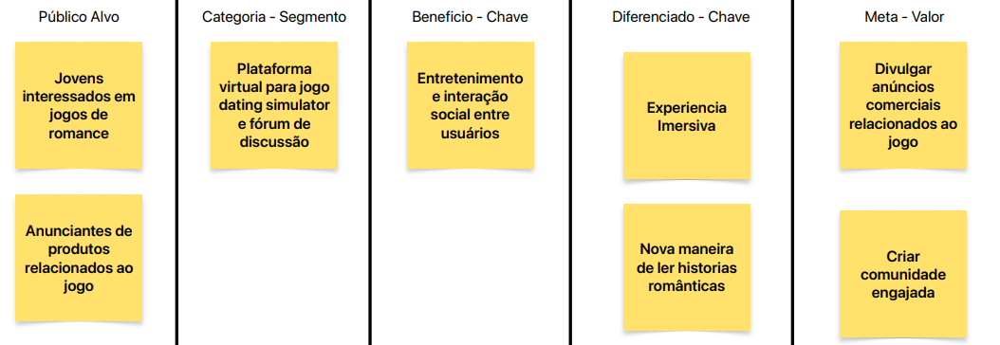 Público Alvo
Categoria - Segmento
Beneficio - Chave
Diferenciado - Chave
Meta - Valor
Jovens
interessados em
jogos de
romance
Anunciantes de
produtos
relacionados ao
jogo
Plataforma
virtual para jogo
dating simulator
e fórum de
discussão
Entretenimento
e interação
social entre
usuários
Experiencia
Imersiva
Nova maneira
de ler historias
românticas
Divulgar
anúncios
comerciais
relacionados ao
jogo
Criar
comunidade
engajada